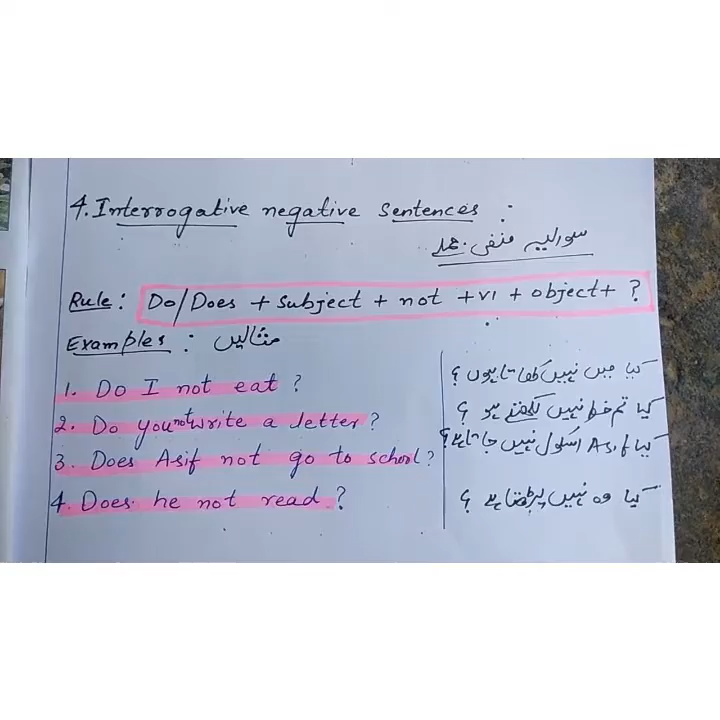 4. Interrogative negative sentences :
سوالیہ منفی جملے
Rule : Do/Does + subject + not + v1 + object + ?
Examples : مثالیں
1. Do I not eat ?
کیا میں نہیں کھاتا ہوں ؟
2. Do you not write a letter ?
کیا تم خط نہیں لکھتے ہو ؟
3. Does Asif not go to school ?
کیا Asif اسکول نہیں جاتا ہے ؟
4. Does he not read ?
کیا وہ نہیں پڑھتا ہے ؟